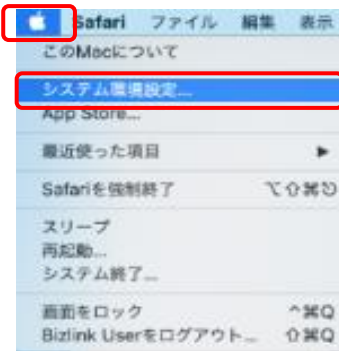 Safari ファイル 編集 表示
このMacについて
システム環境設定...
App Store...
最近使った項目 ▶
Safariを強制終了 ⌥⇧⌘⎋
スリープ
再起動...
システム終了...
画面をロック ^⌘Q
Bizlink Userをログアウト... ⇧⌘Q